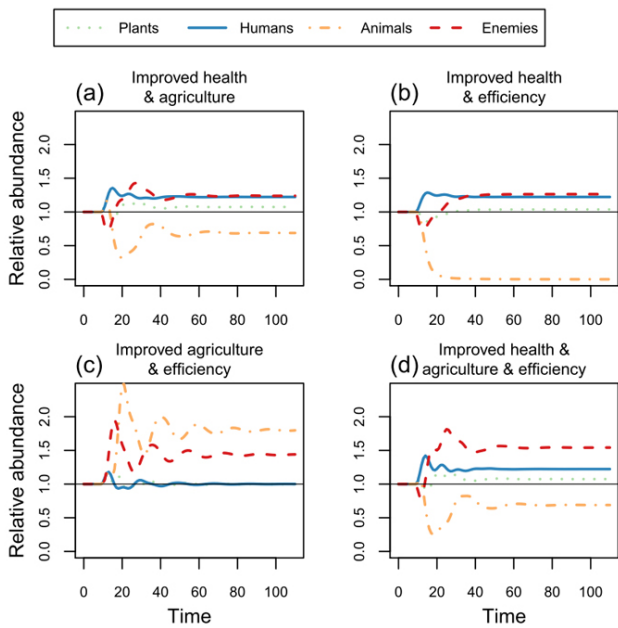 Plants Humans Animals Enemies
(a) Improved health
& agriculture
(b) Improved health
& efficiency
Relative abundance
0.0 0.5 1.0 1.5 2.0
0 20 40 60 80 100
0.0 0.5 1.0 1.5 2.0
0 20 40 60 80 100
(c) Improved agriculture
& efficiency
(d) Improved health &
agriculture & efficiency
Relative abundance
0.0 0.5 1.0 1.5 2.0
0 20 40 60 80 100
Time
0.0 0.5 1.0 1.5 2.0
0 20 40 60 80 100
Time